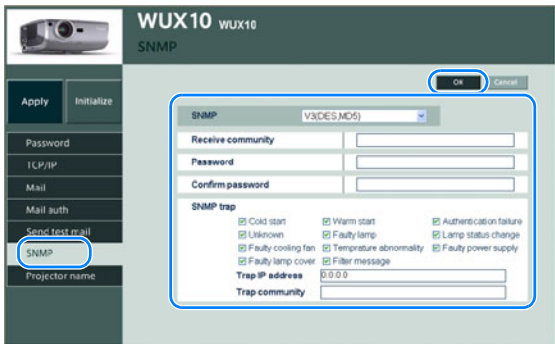 WUX10 WUX10
SNMP
OK Cancel
Apply Initialize
Password
TCP/IP
Mail
Mail auth
Send test mail
SNMP
Projector name
SNMP V3(DES,MD5)
Receive community
Password
Confirm password
SNMP trap
Cold start Warm start Authentication failure
Unknown Faulty lamp Lamp status change
Faulty cooling fan Temprature abnormality Faulty power supply
Faulty lamp cover Filter message
Trap IP address 0.0.0.0
Trap community